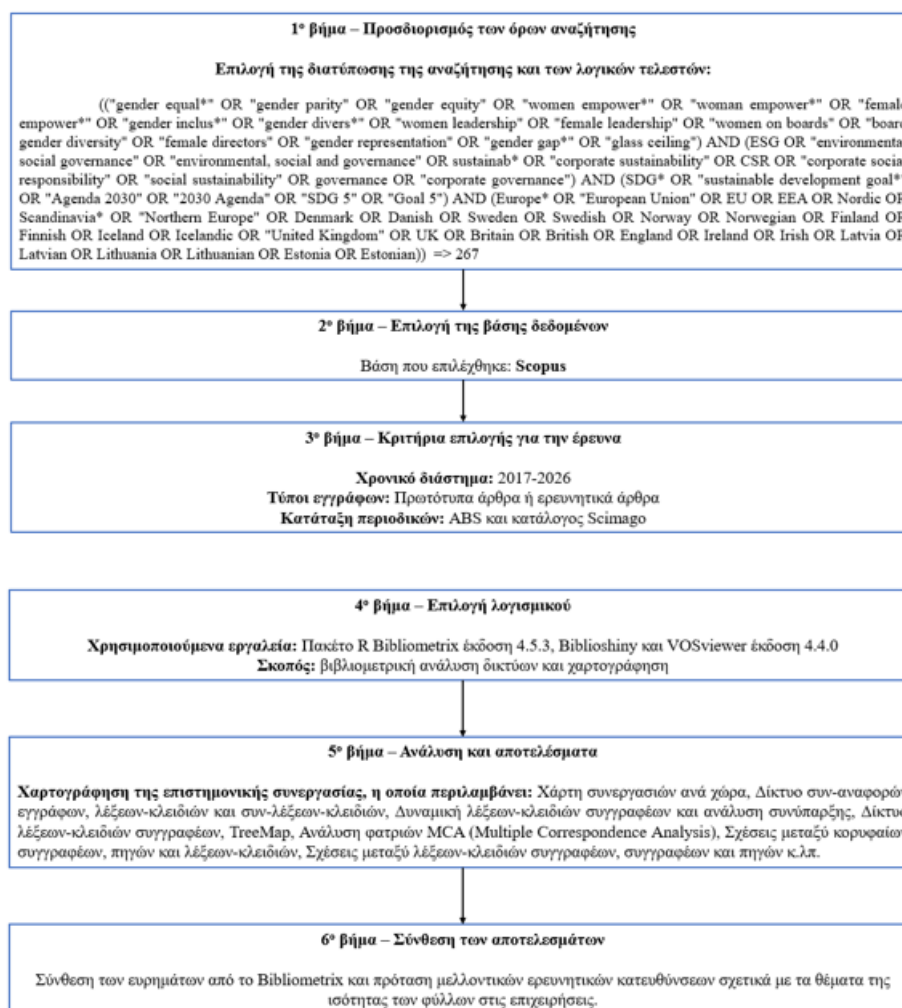 1ο βήμα – Προσδιορισμός των όρων αναζήτησης
Επιλογή της διατύπωσης της αναζήτησης και των λογικών τελεστών:
(("gender equal*" OR "gender parity" OR "gender equity" OR "women empower*" OR "woman empower*" OR "female
empower*" OR "gender inclus*" OR "gender divers*" OR "women leadership" OR "female leadership" OR "women on boards" OR "board
gender diversity" OR "female directors" OR "gender representation" OR "gender gap*" OR "glass ceiling") AND (ESG OR "environmental
social governance" OR "environmental, social and governance" OR sustainab* OR "corporate sustainability" OR CSR OR "corporate social
responsibility" OR "social sustainability" OR governance OR "corporate governance") AND (SDG* OR "sustainable development goal*"
OR "Agenda 2030" OR "2030 Agenda" OR "SDG 5" OR "Goal 5") AND (Europe* OR "European Union" OR EU OR EEA OR Nordic OR
Scandinavia* OR "Northern Europe" OR Denmark OR Danish OR Sweden OR Swedish OR Norway OR Norwegian OR Finland OR
Finnish OR Iceland OR Icelandic OR "United Kingdom" OR UK OR Britain OR British OR England OR Ireland OR Irish OR Latvia OR
Latvian OR Lithuania OR Lithuanian OR Estonia OR Estonian)) => 267
2ο βήμα – Επιλογή της βάσης δεδομένων
Βάση που επιλέχθηκε: Scopus
3ο βήμα – Κριτήρια επιλογής για την έρευνα
Χρονικό διάστημα: 2017-2026
Τύποι εγγράφων: Πρωτότυπα άρθρα ή ερευνητικά άρθρα
Κατάταξη περιοδικών: ABS και κατάλογος Scimago
4ο βήμα – Επιλογή λογισμικού
Χρησιμοποιούμενα εργαλεία: Πακέτο R Bibliometrix έκδοση 4.5.3, Biblioshiny και VOSviewer έκδοση 4.4.0
Σκοπός: βιβλιομετρική ανάλυση δικτύων και χαρτογράφηση
5ο βήμα – Ανάλυση και αποτελέσματα
Χαρτογράφηση της επιστημονικής συνεργασίας, η οποία περιλαμβάνει: Χάρτη συνεργασιών ανά χώρα, Δίκτυο συν-αναφορών
εγγράφων, λέξεων-κλειδιών και συν-λέξεων-κλειδιών, Δυναμική λέξεων-κλειδιών συγγραφέων και ανάλυση συνύπαρξης, Δίκτυο
λέξεων-κλειδιών συγγραφέων, TreeMap, Ανάλυση φατριών MCA (Multiple Correspondence Analysis), Σχέσεις μεταξύ κορυφαίων
συγγραφέων, πηγών και λέξεων-κλειδιών, Σχέσεις μεταξύ λέξεων-κλειδιών συγγραφέων, συγγραφέων και πηγών κ.λπ.
6ο βήμα – Σύνθεση των αποτελεσμάτων
Σύνθεση των ευρημάτων από το Bibliometrix και πρόταση μελλοντικών ερευνητικών κατευθύνσεων σχετικά με τα θέματα της
ισότητας των φύλλων στις επιχειρήσεις.